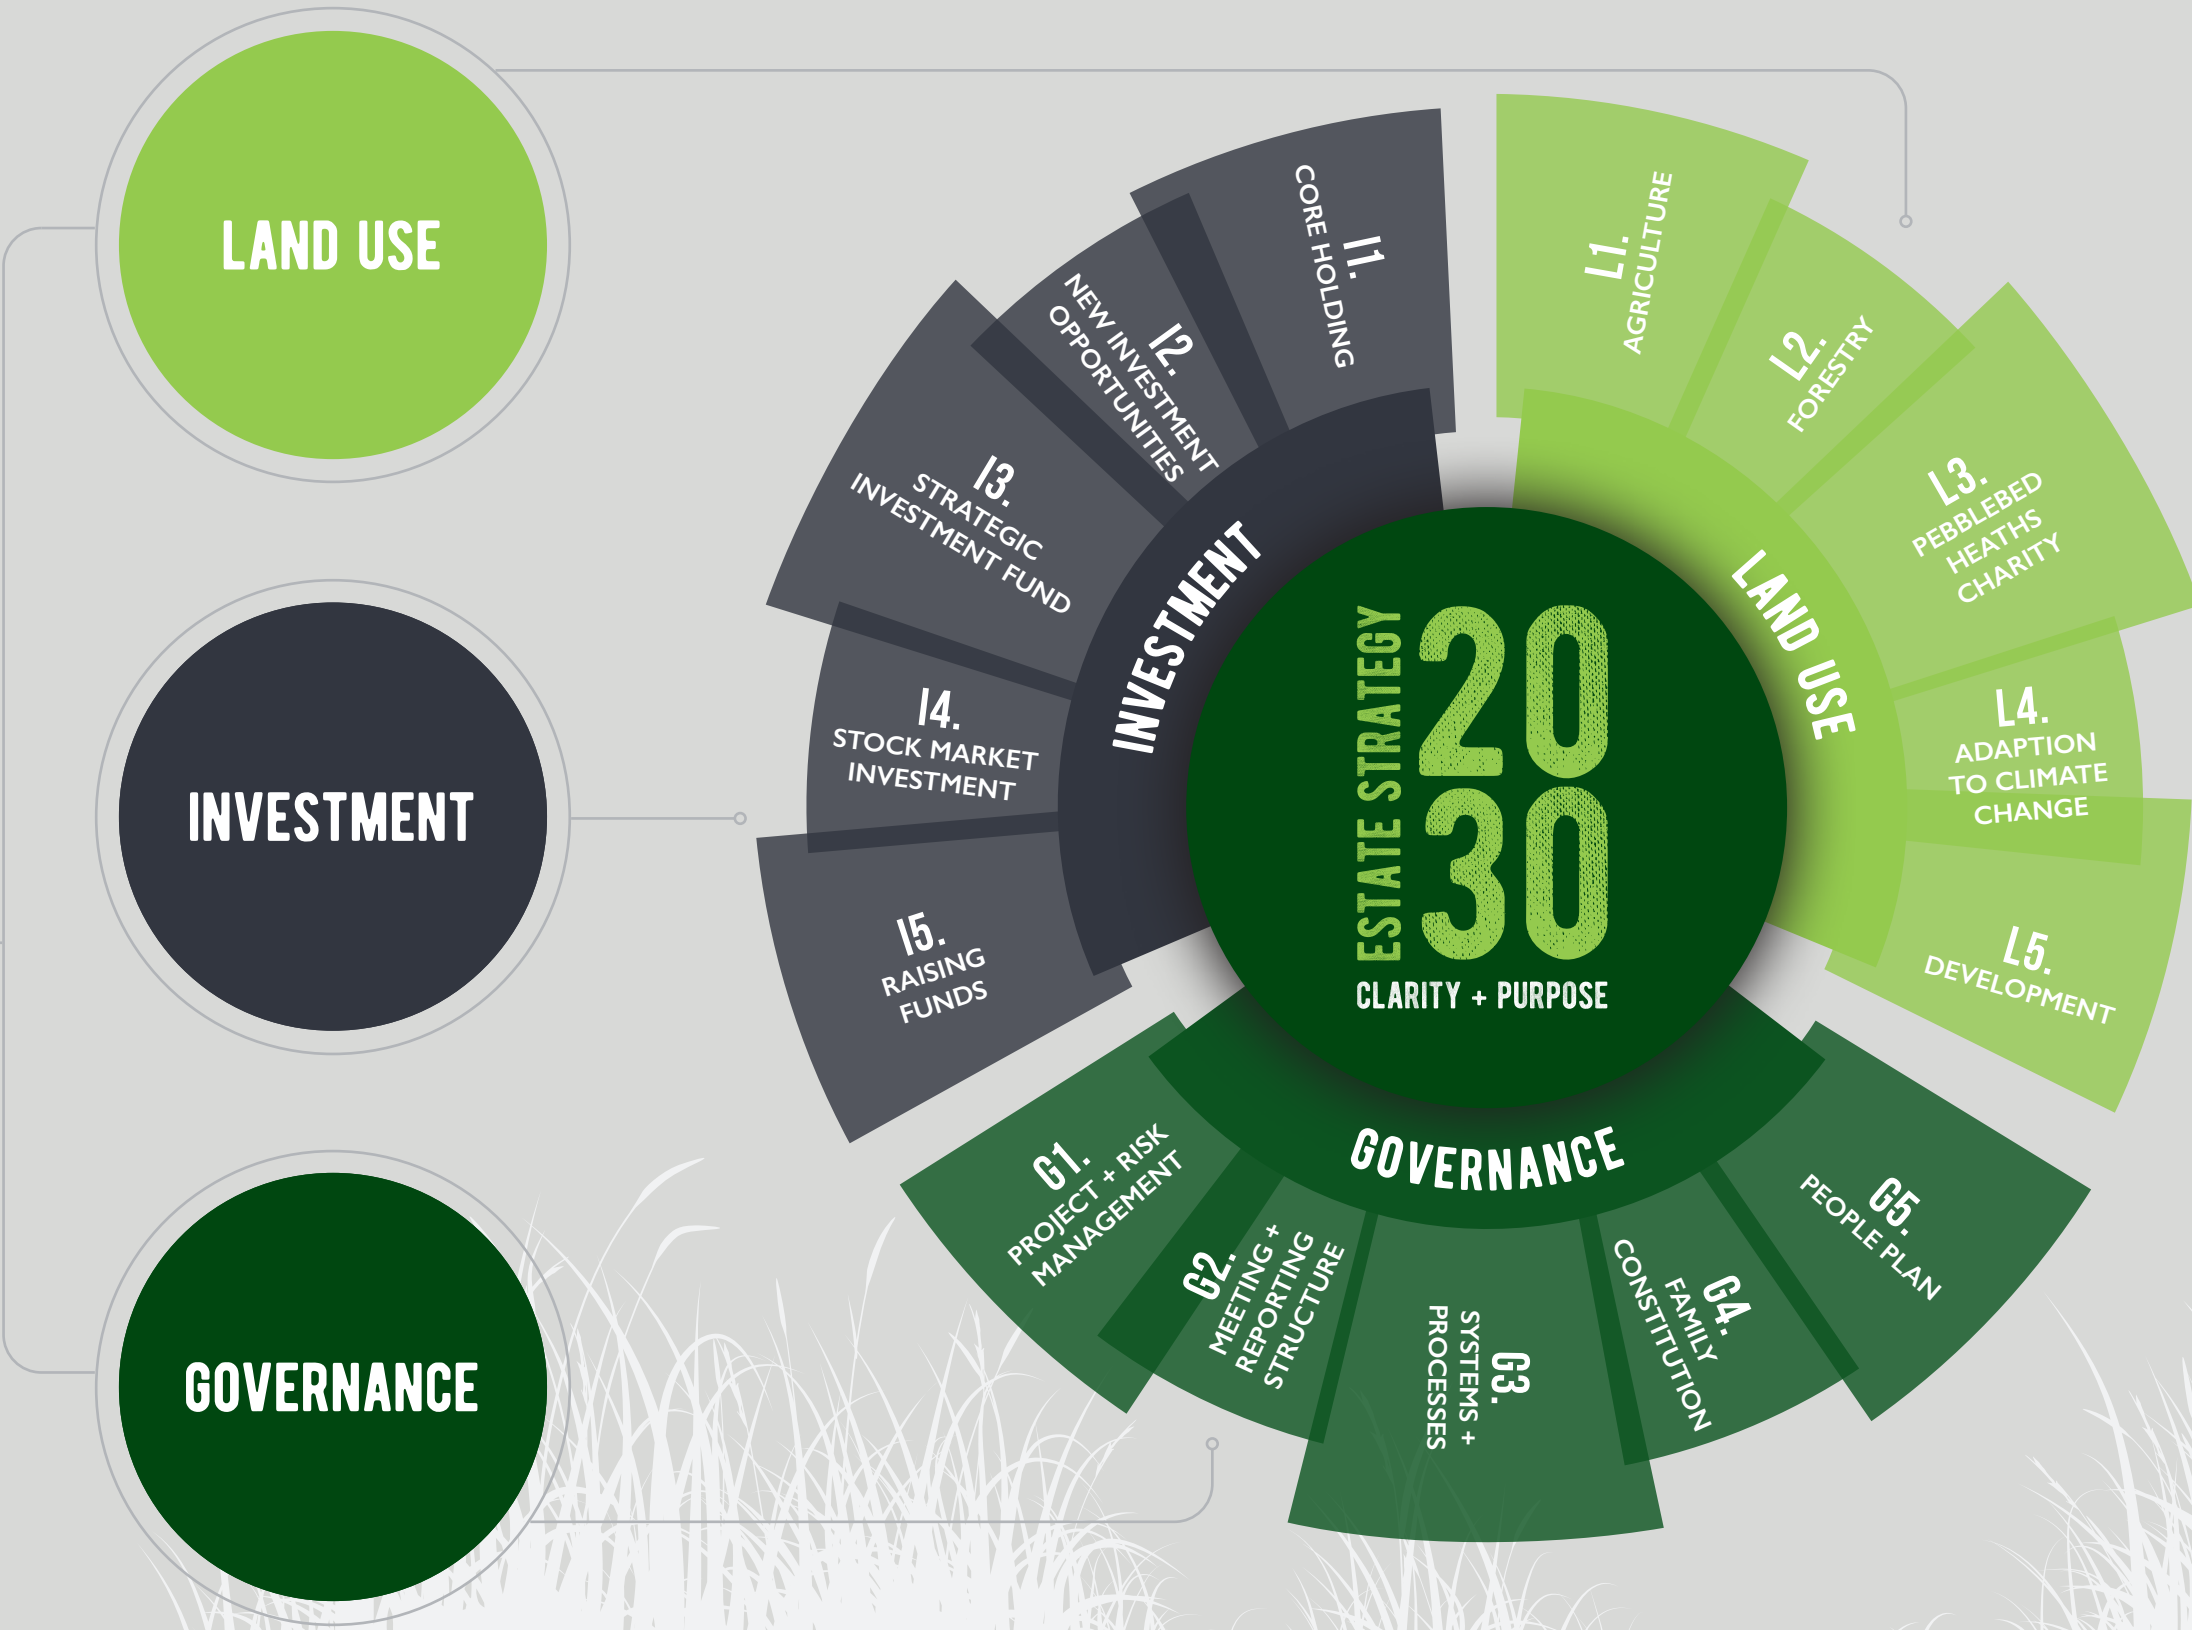 LAND USE
INVESTMENT
GOVERNANCE
ESTATE STRATEGY
20
30
CLARITY + PURPOSE
LAND USE
L1.
AGRICULTURE
L2.
FORESTRY
L3.
PEBBLEBED
HEATHS
CHARITY
L4.
ADAPTION
TO CLIMATE
CHANGE
L5.
DEVELOPMENT
INVESTMENT
I1.
CORE HOLDING
I2.
NEW INVESTMENT
OPPORTUNITIES
I3.
STRATEGIC
INVESTMENT FUND
I4.
STOCK MARKET
INVESTMENT
I5.
RAISING
FUNDS
GOVERNANCE
G1.
PROJECT + RISK
MANAGEMENT
G2.
MEETING +
REPORTING
STRUCTURE
G3.
SYSTEMS +
PROCESSES
G4.
FAMILY
CONSTITUTION
G5.
PEOPLE PLAN